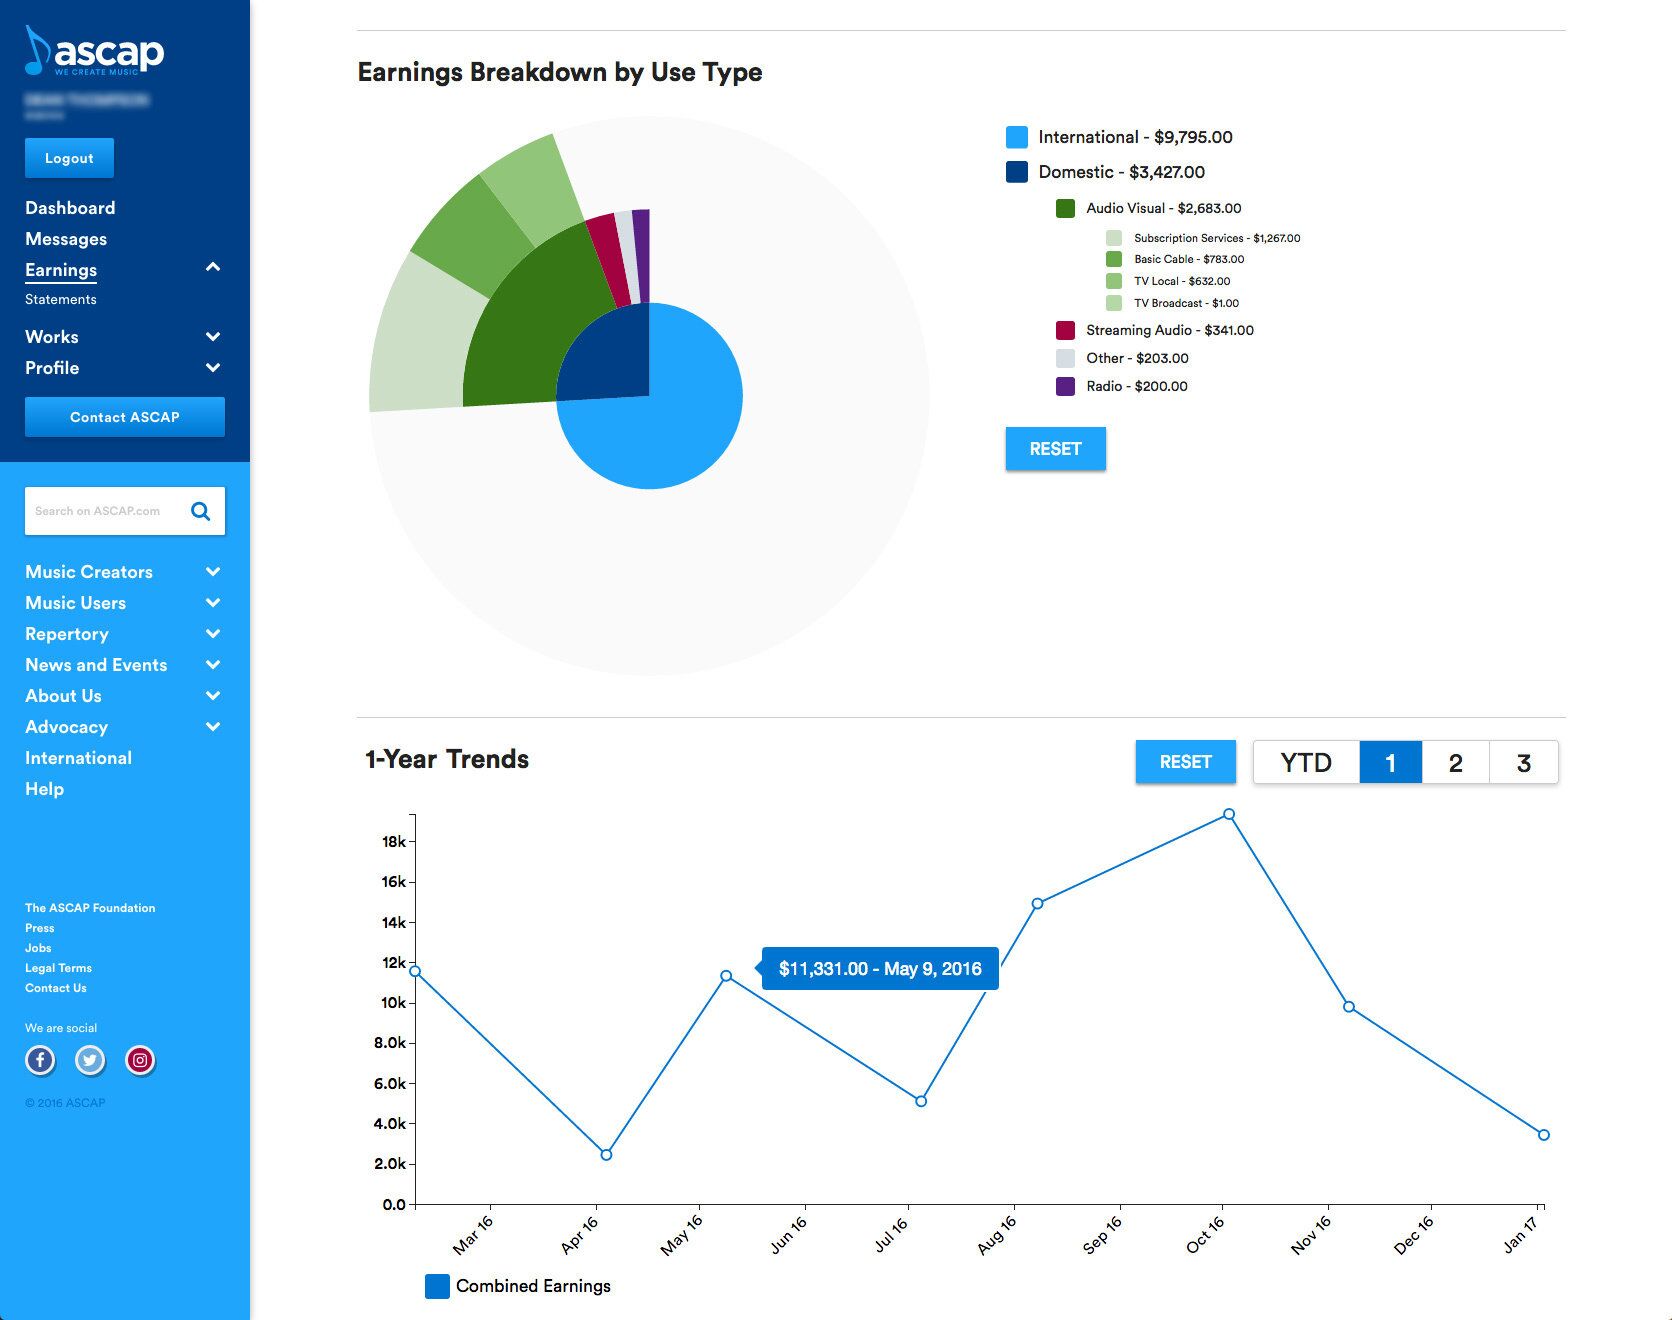 ascap
WE CREATE MUSIC
Logout
Dashboard
Messages
Earnings
Statements
Works
Profile
Contact ASCAP
Search on ASCAP.com
Music Creators
Music Users
Repertory
News and Events
About Us
Advocacy
International
Help
The ASCAP Foundation
Press
Jobs
Legal Terms
Contact Us
We are social
© 2016 ASCAP
Earnings Breakdown by Use Type
International - $9,795.00
Domestic - $3,427.00
Audio Visual - $2,683.00
Subscription Services - $1,267.00
Basic Cable - $783.00
TV Local - $632.00
TV Broadcast - $1.00
Streaming Audio - $341.00
Other - $203.00
Radio - $200.00
RESET
1-Year Trends
RESET
YTD 1 2 3
18k
16k
14k
12k
10k
8.0k
6.0k
4.0k
2.0k
0.0
$11,331.00 - May 9, 2016
Mar 16 Apr 16 May 16 Jun 16 Jul 16 Aug 16 Sep 16 Oct 16 Nov 16 Dec 16 Jan 17
Combined Earnings